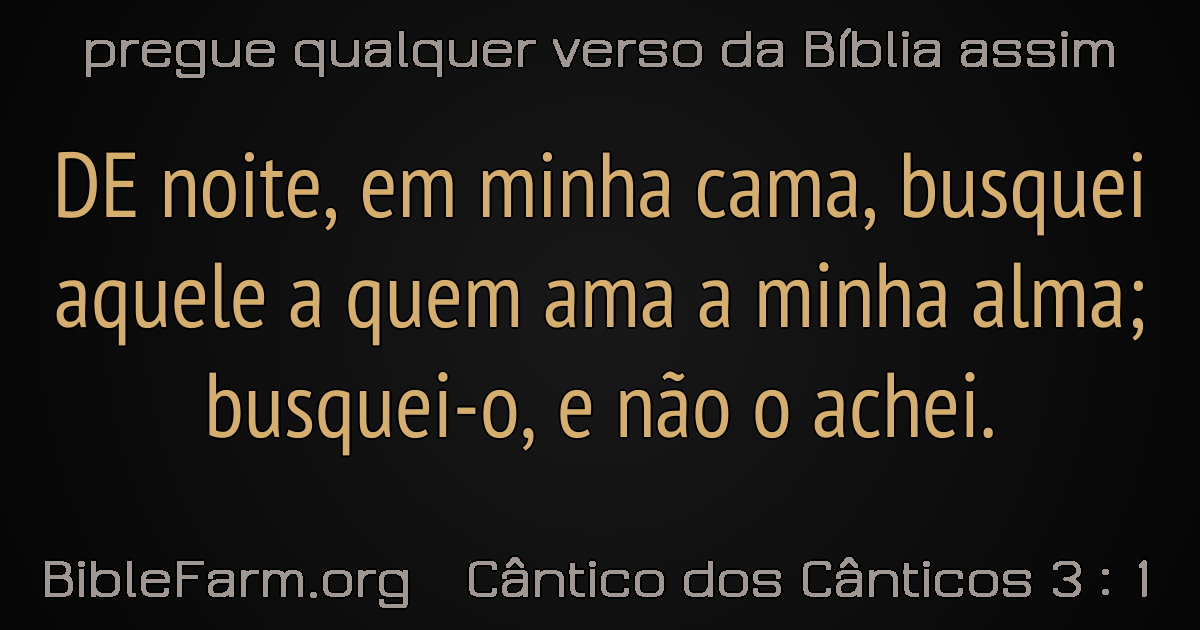 pregue qualquer verso da Bíblia assim
DE noite, em minha cama, busquei
aquele a quem ama a minha alma;
busquei-o, e não o achei.
BibleFarm.org Cântico dos Cânticos 3 : 1